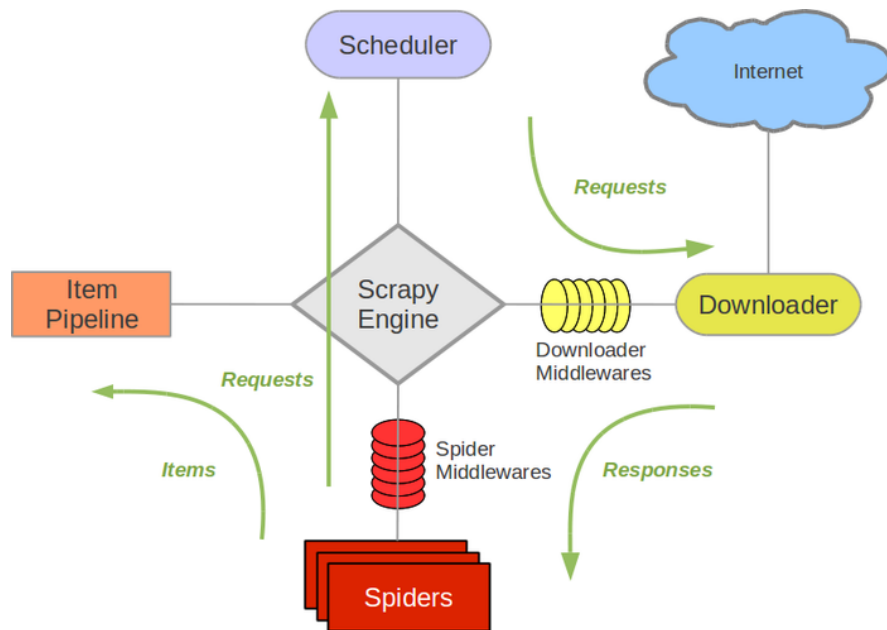 Scheduler
Internet
Requests
Item
Pipeline
Scrapy
Engine
Downloader
Downloader
Middlewares
Requests
Spider
Middlewares
Items
Responses
Spiders